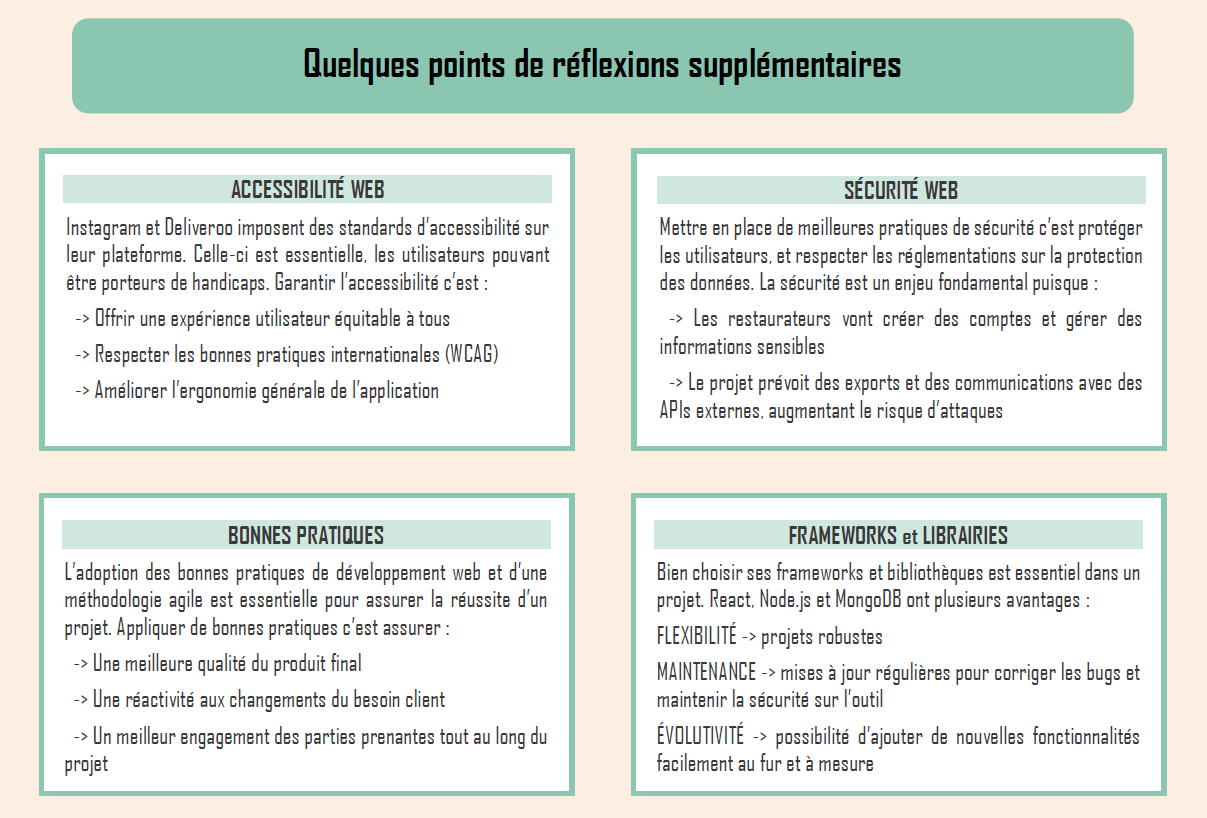 Quelques points de réflexions supplémentaires
ACCESSIBILITÉ WEB
Instagram et Deliveroo imposent des standards d'accessibilité sur
leur plateforme. Celle-ci est essentielle, les utilisateurs pouvant
être porteurs de handicaps. Garantir l'accessibilité c'est :
-> Offrir une expérience utilisateur équitable à tous
-> Respecter les bonnes pratiques internationales (WCAG)
-> Améliorer l'ergonomie générale de l'application
SÉCURITÉ WEB
Mettre en place de meilleures pratiques de sécurité c'est protéger
les utilisateurs, et respecter les réglementations sur la protection
des données. La sécurité est un enjeu fondamental puisque :
-> Les restaurateurs vont créer des comptes et gérer des
informations sensibles
-> Le projet prévoit des exports et des communications avec des
APIs externes, augmentant le risque d'attaques
BONNES PRATIQUES
L'adoption des bonnes pratiques de développement web et d'une
méthodologie agile est essentielle pour assurer la réussite d'un
projet. Appliquer de bonnes pratiques c'est assurer :
-> Une meilleure qualité du produit final
-> Une réactivité aux changements du besoin client
-> Un meilleur engagement des parties prenantes tout au long du
projet
FRAMEWORKS et LIBRAIRIES
Bien choisir ses frameworks et bibliothèques est essentiel dans un
projet. React, Node.js et MongoDB ont plusieurs avantages :
FLEXIBILITÉ -> projets robustes
MAINTENANCE -> mises à jour régulières pour corriger les bugs et
maintenir la sécurité sur l'outil
ÉVOLUTIVITÉ -> possibilité d'ajouter de nouvelles fonctionnalités
facilement au fur et à mesure